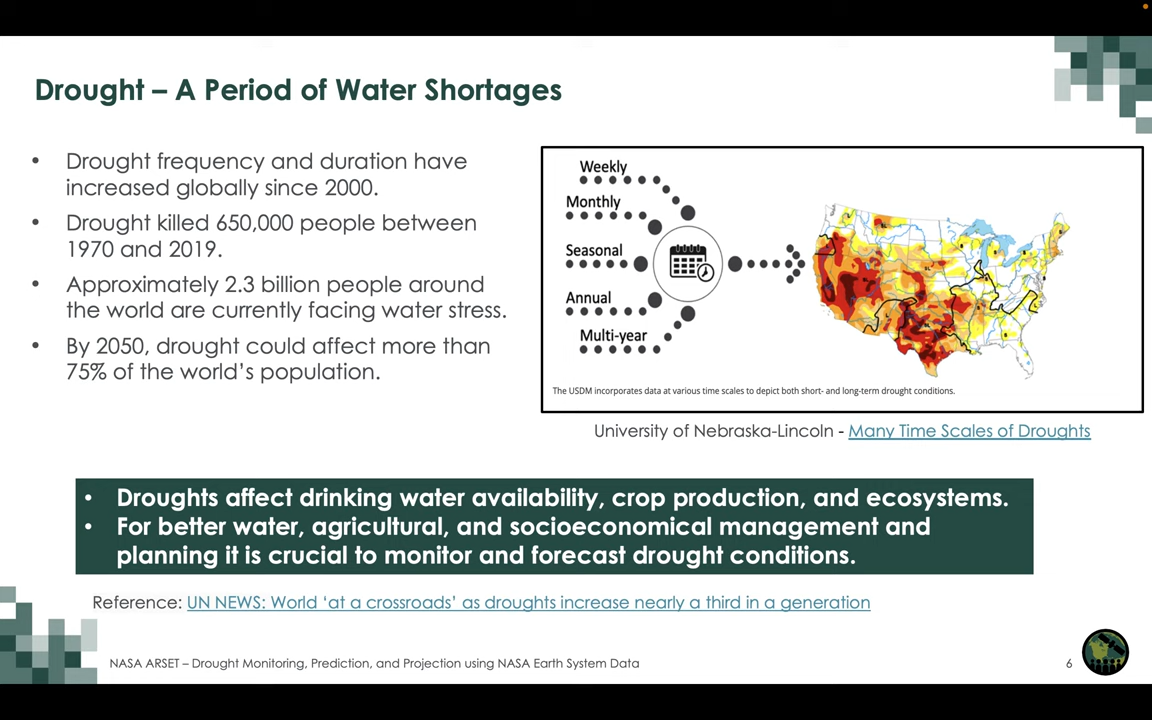 Drought – A Period of Water Shortages
• Drought frequency and duration have
increased globally since 2000.
• Drought killed 650,000 people between
1970 and 2019.
• Approximately 2.3 billion people around
the world are currently facing water stress.
• By 2050, drought could affect more than
75% of the world’s population.
Weekly
Monthly
Seasonal
Annual
Multi-year
The USDM incorporates data at various time scales to depict both short- and long-term drought conditions.
University of Nebraska-Lincoln - Many Time Scales of Droughts
• Droughts affect drinking water availability, crop production, and ecosystems.
• For better water, agricultural, and socioeconomical management and
planning it is crucial to monitor and forecast drought conditions.
Reference: UN NEWS: World ‘at a crossroads’ as droughts increase nearly a third in a generation
NASA ARSET – Drought Monitoring, Prediction, and Projection using NASA Earth System Data
6